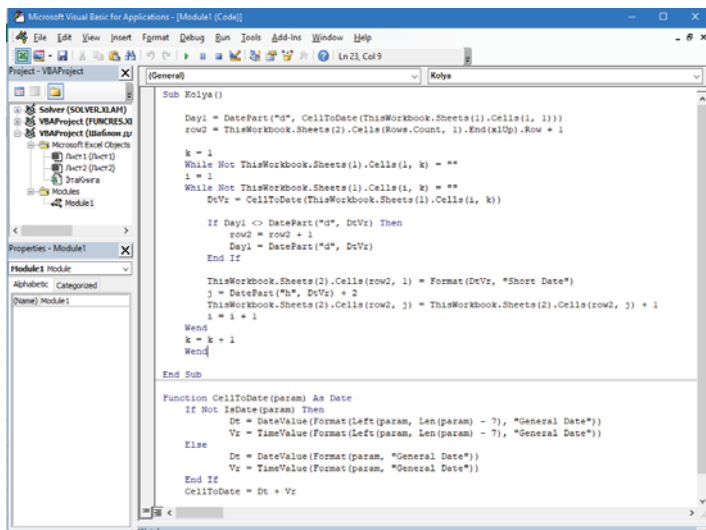 Microsoft Visual Basic for Applications - [Module1 (Code)]
File Edit View Insert Format Debug Run Tools Add-Ins Window Help
Ln 23, Col 9
Project - VBAProject
(General)
Kolya
Solver (SOLVER.XLAM)
VBAProject (FUNCRES.XL
VBAProject (Шаблон дл
Microsoft Excel Objects
Лист1 (Лист1)
Лист2 (Лист2)
ЭтаКнига
Modules
Module1
Properties - Module1
Module1 Module
Alphabetic Categorized
(Name) Module1
Sub Kolya()
Day1 = DatePart("d", CellToDate(ThisWorkbook.Sheets(1).Cells(1, 1)))
row2 = ThisWorkbook.Sheets(2).Cells(Rows.Count, 1).End(xlUp).Row + 1
k = 1
While Not ThisWorkbook.Sheets(1).Cells(1, k) = ""
i = 1
While Not ThisWorkbook.Sheets(1).Cells(i, k) = ""
DtVr = CellToDate(ThisWorkbook.Sheets(1).Cells(i, k))
If Day1 <> DatePart("d", DtVr) Then
row2 = row2 + 1
Day1 = DatePart("d", DtVr)
End If
ThisWorkbook.Sheets(2).Cells(row2, 1) = Format(DtVr, "Short Date")
j = DatePart("h", DtVr) + 2
ThisWorkbook.Sheets(2).Cells(row2, j) = ThisWorkbook.Sheets(2).Cells(row2, j) + 1
i = i + 1
Wend
k = k + 1
Wend
End Sub
Function CellToDate(param) As Date
If Not IsDate(param) Then
Dt = DateValue(Format(Left(param, Len(param) - 7), "General Date"))
Vr = TimeValue(Format(Left(param, Len(param) - 7), "General Date"))
Else
Dt = DateValue(Format(param, "General Date"))
Vr = TimeValue(Format(param, "General Date"))
End If
CellToDate = Dt + Vr